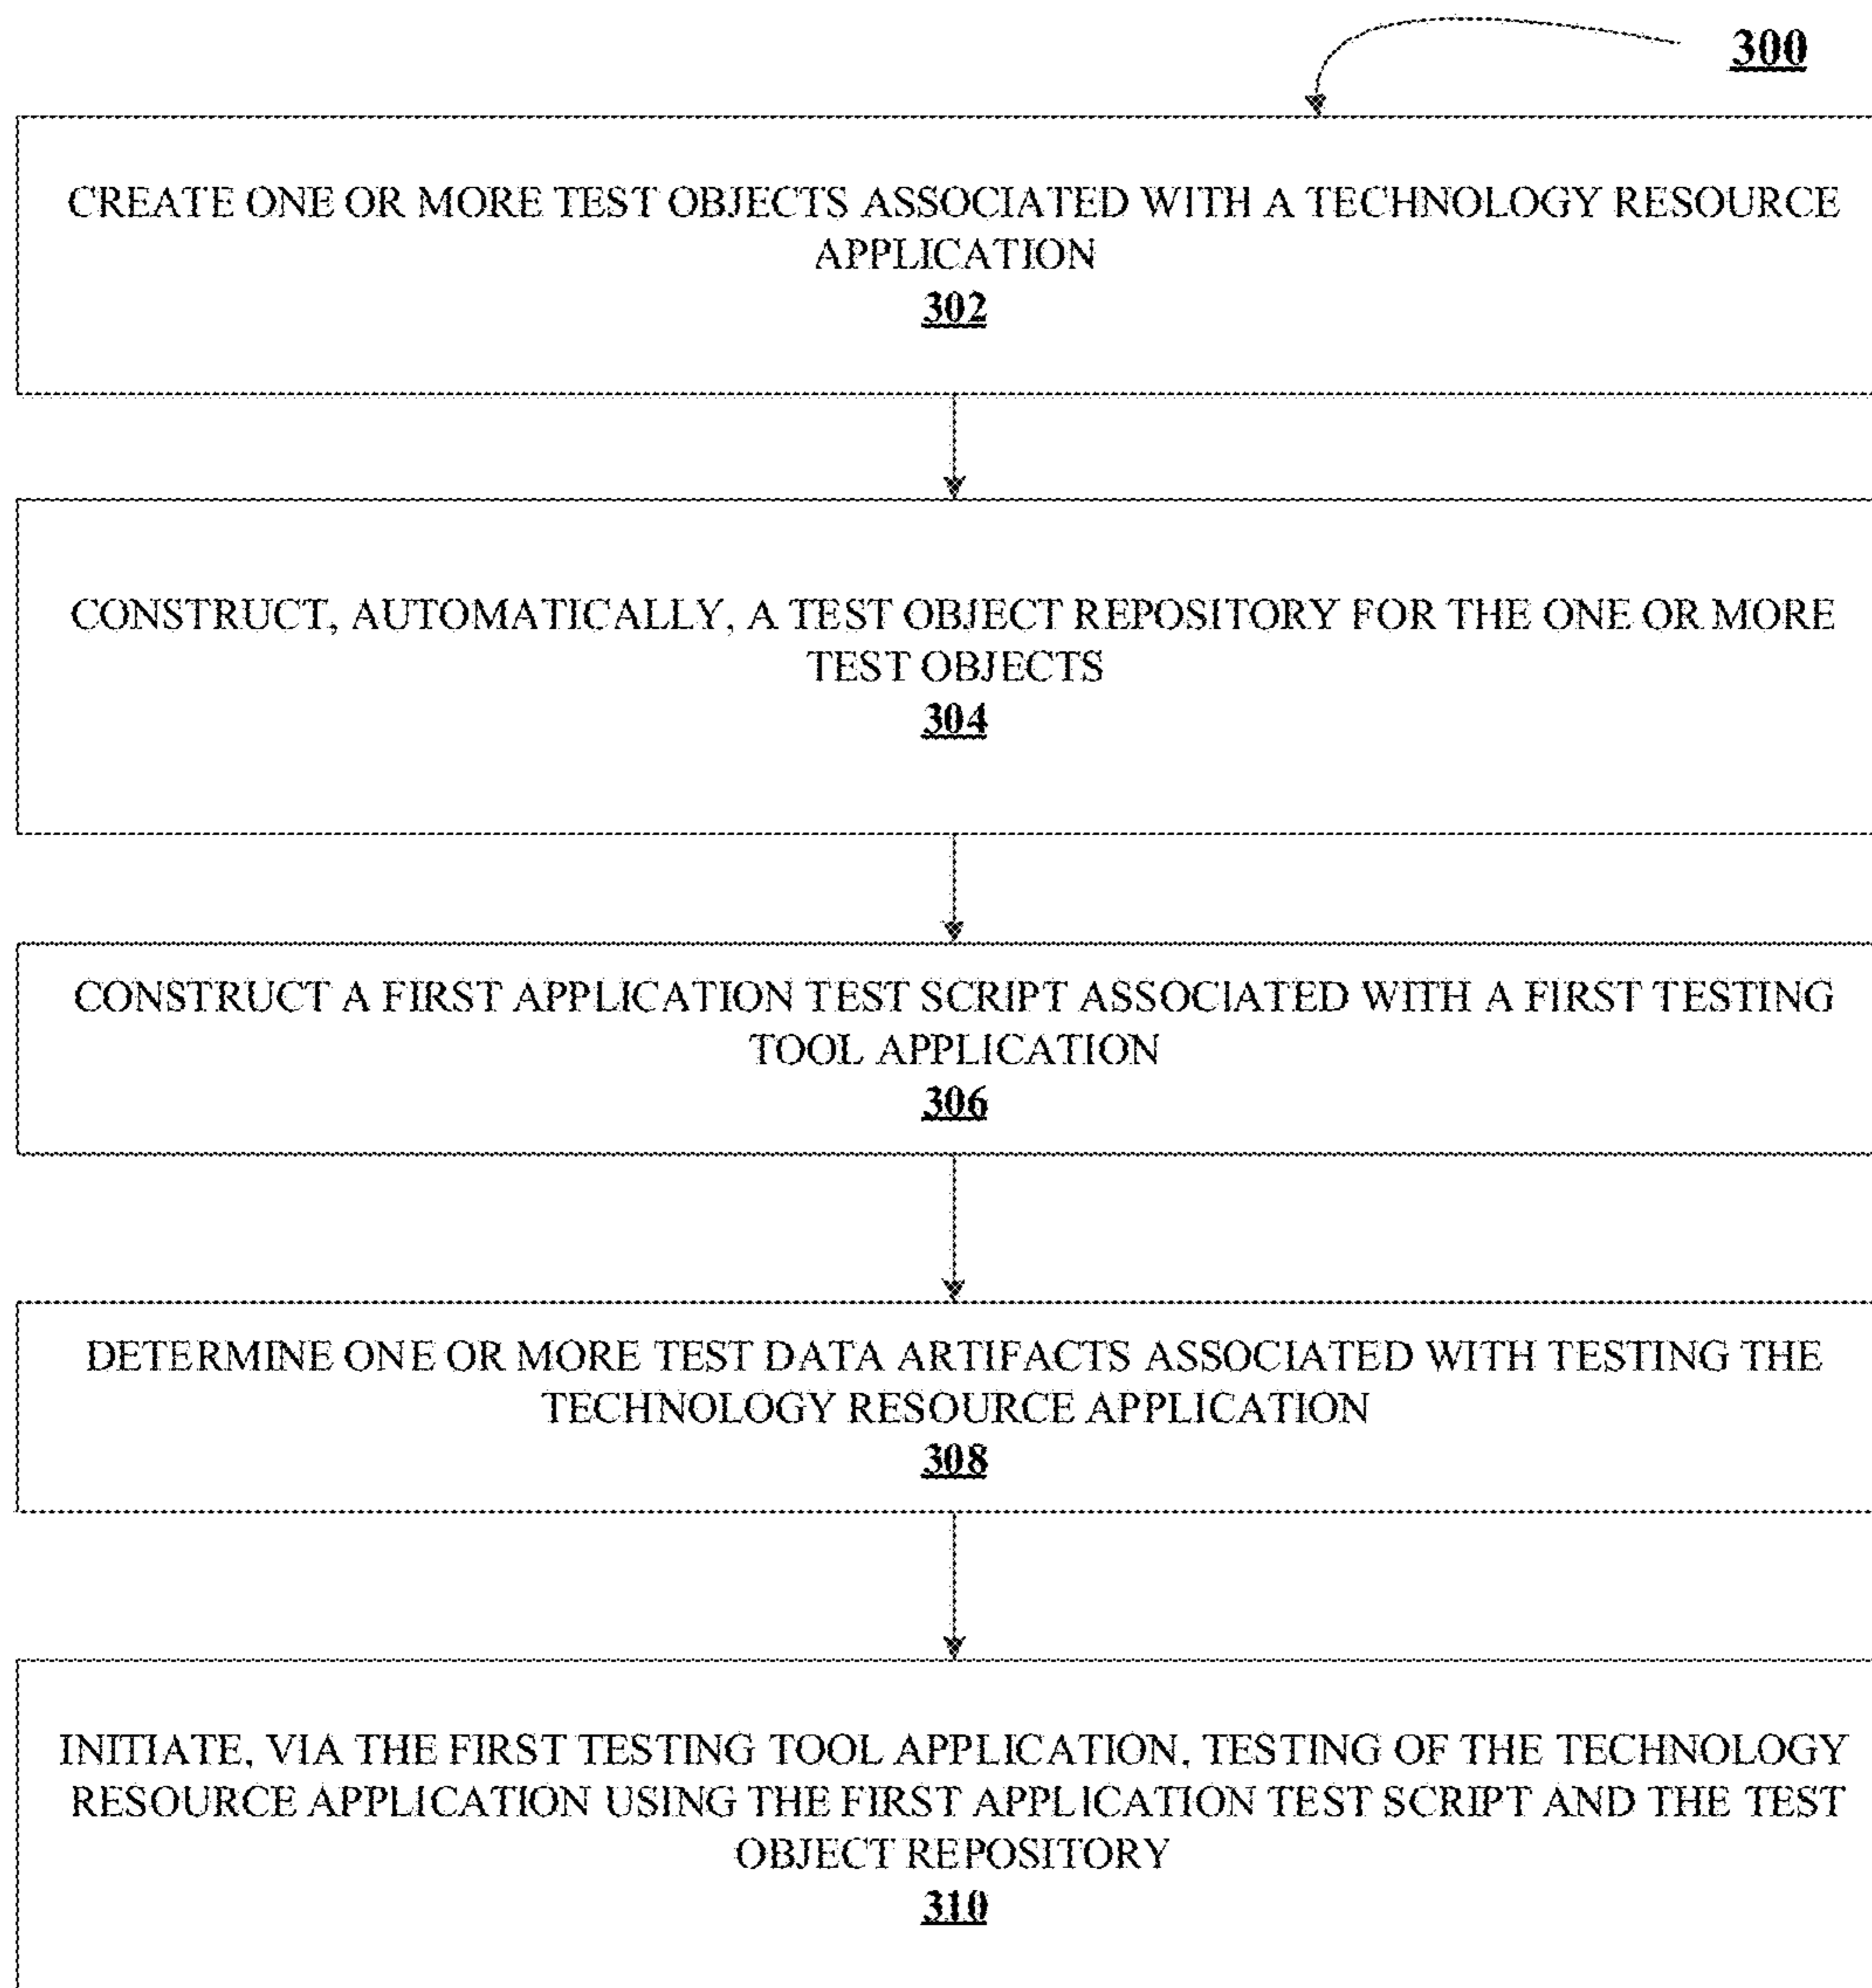 300
CREATE ONE OR MORE TEST OBJECTS ASSOCIATED WITH A TECHNOLOGY RESOURCE
APPLICATION
302
CONSTRUCT, AUTOMATICALLY, A TEST OBJECT REPOSITORY FOR THE ONE OR MORE
TEST OBJECTS
304
CONSTRUCT A FIRST APPLICATION TEST SCRIPT ASSOCIATED WITH A FIRST TESTING
TOOL APPLICATION
306
DETERMINE ONE OR MORE TEST DATA ARTIFACTS ASSOCIATED WITH TESTING THE
TECHNOLOGY RESOURCE APPLICATION
308
INITIATE, VIA THE FIRST TESTING TOOL APPLICATION, TESTING OF THE TECHNOLOGY
RESOURCE APPLICATION USING THE FIRST APPLICATION TEST SCRIPT AND THE TEST
OBJECT REPOSITORY
310